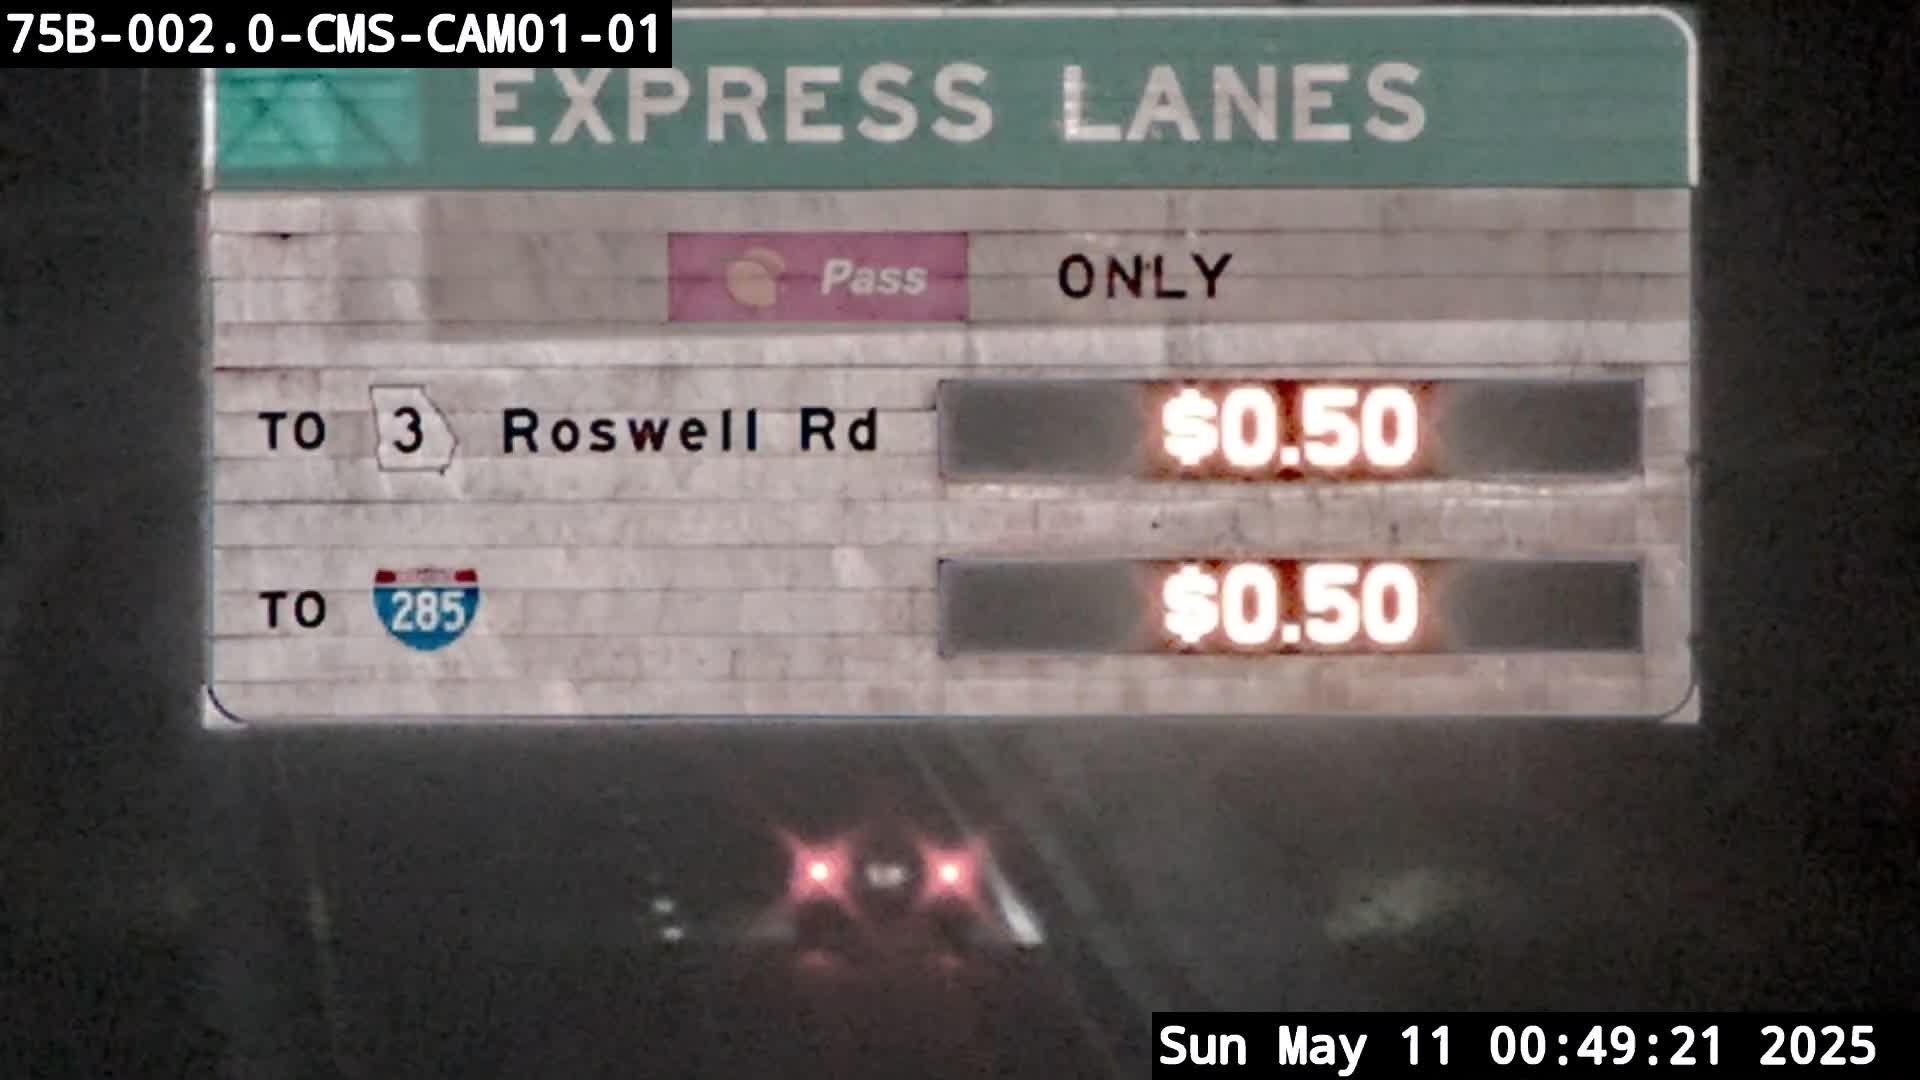 75B-002.0-CMS-CAM01-01
EXPRESS LANES
Pass ONLY
TO 3 Roswell Rd $0.50
TO 285 $0.50
Sun May 11 00:49:21 2025